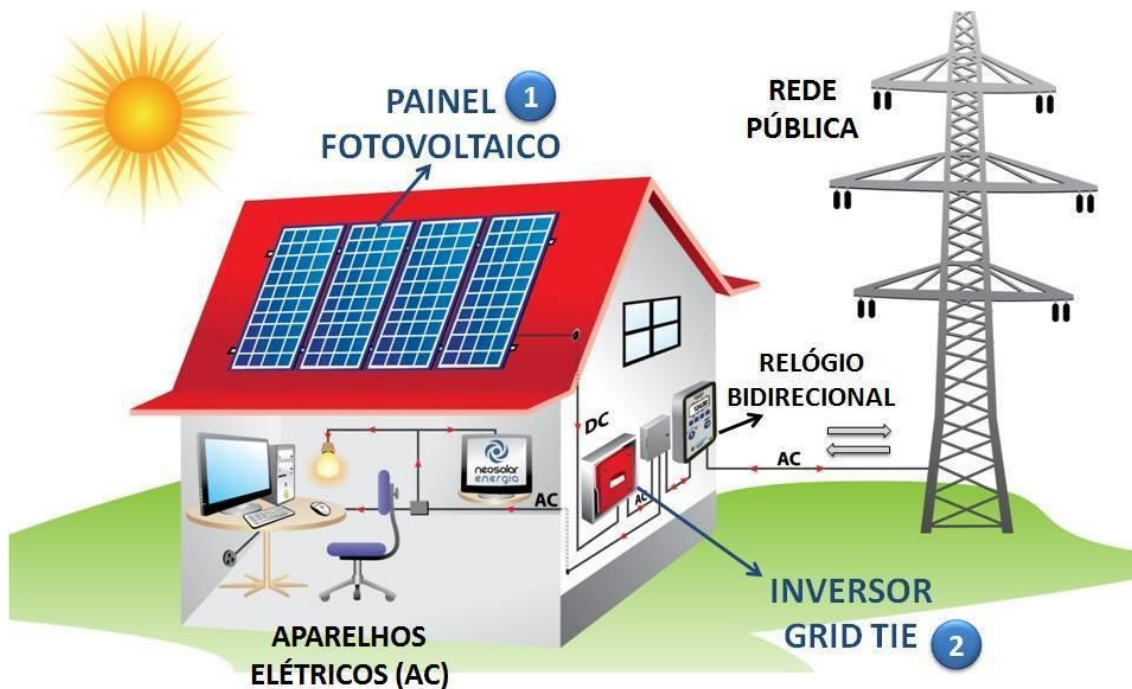 PAINEL 1
FOTOVOLTAICO
REDE
PÚBLICA
RELÓGIO
BIDIRECIONAL
DC
AC
neosolar
energia
AC
AC
INVERSOR
GRID TIE 2
APARELHOS
ELÉTRICOS (AC)